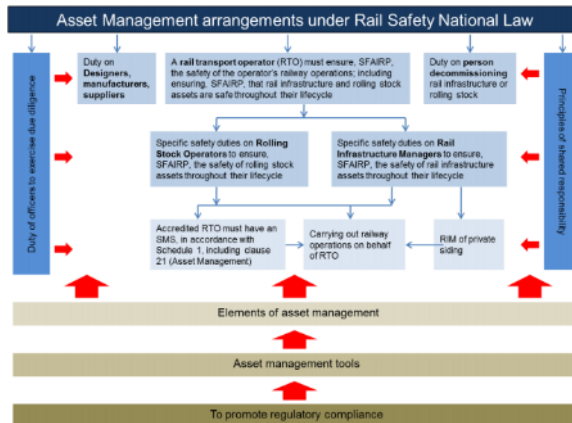 Asset Management arrangements under Rail Safety National Law
Duty of officers to exercise due diligence
Duty on
Designers,
manufacturers,
suppliers
A rail transport operator (RTO) must ensure, SFAIRP,
the safety of the operator's railway operations; including
ensuring, SFAIRP, that rail infrastructure and rolling stock
assets are safe throughout their lifecycle
Duty on person
decommissioning
rail infrastructure or
rolling stock
Principles of shared responsibility
Specific safety duties on Rolling
Stock Operators to ensure,
SFAIRP, the safety of rolling stock
assets throughout their lifecycle
Specific safety duties on Rail
Infrastructure Managers to ensure,
SFAIRP, the safety of rail infrastructure
assets throughout their lifecycle
Accredited RTO must have an
SMS, in accordance with
Schedule 1, including clause
21 (Asset Management)
Carrying out railway
operations on behalf
of RTO
RIM of private
siding
Elements of asset management
Asset management tools
To promote regulatory compliance